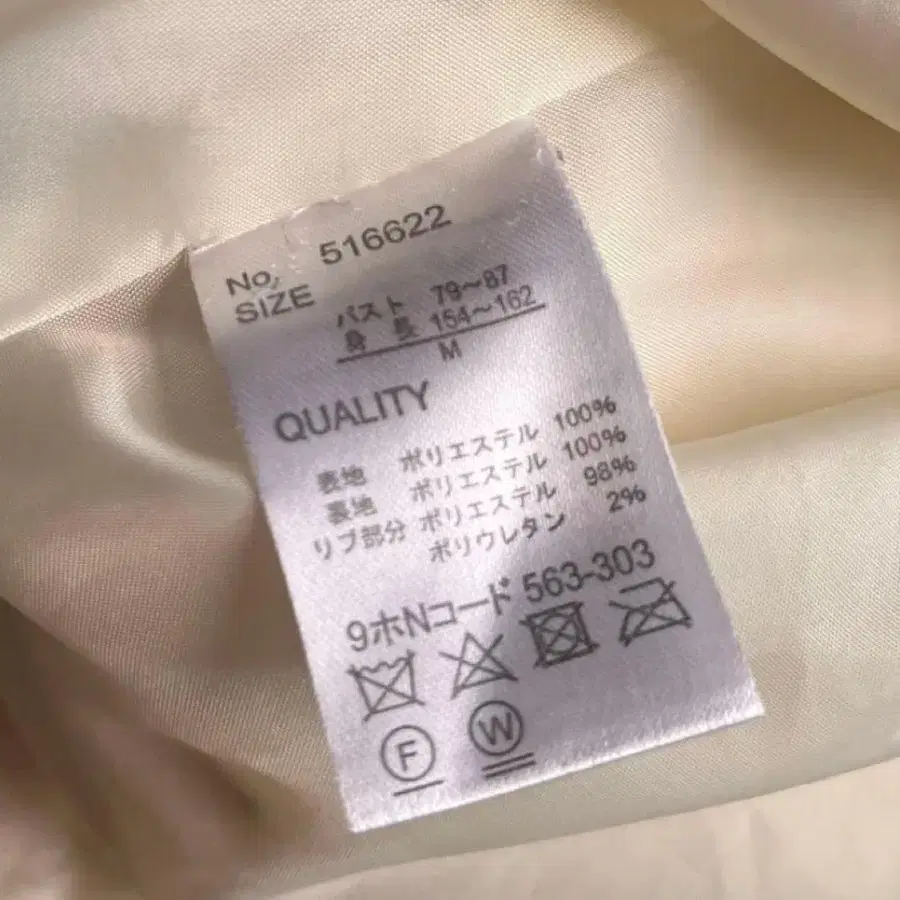 No. 516622
SIZE
バスト 79〜87
身長 154〜162
M
QUALITY
表地 ポリエステル 100%
裏地 ポリエステル 100%
リブ部分 ポリエステル 98%
ポリウレタン 2%
9ホNコード 563-303
F W